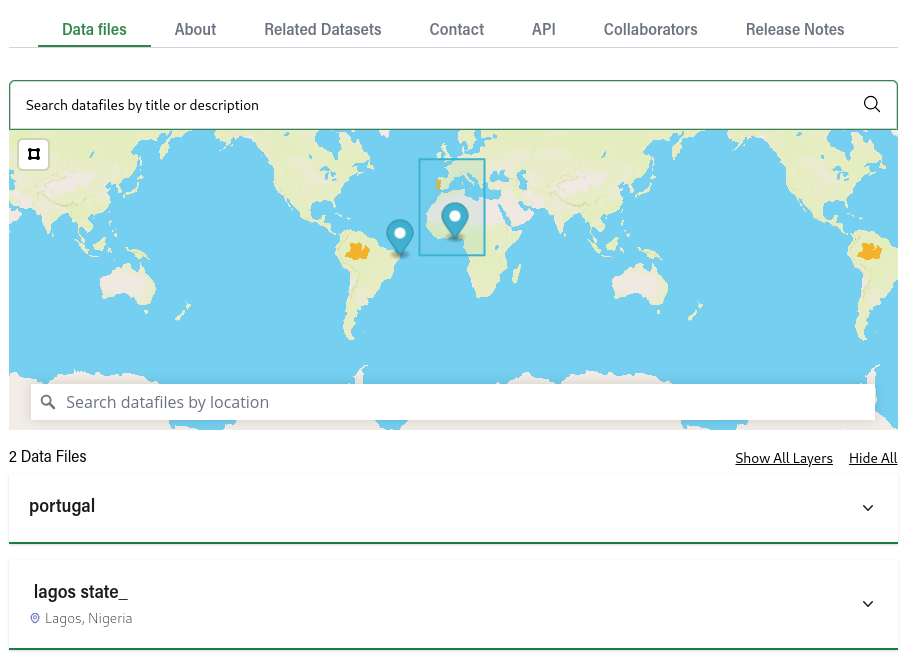 Data files About Related Datasets Contact API Collaborators Release Notes
Search datafiles by title or description
Search datafiles by location
2 Data Files Show All Layers Hide All
portugal
lagos state_
Lagos, Nigeria